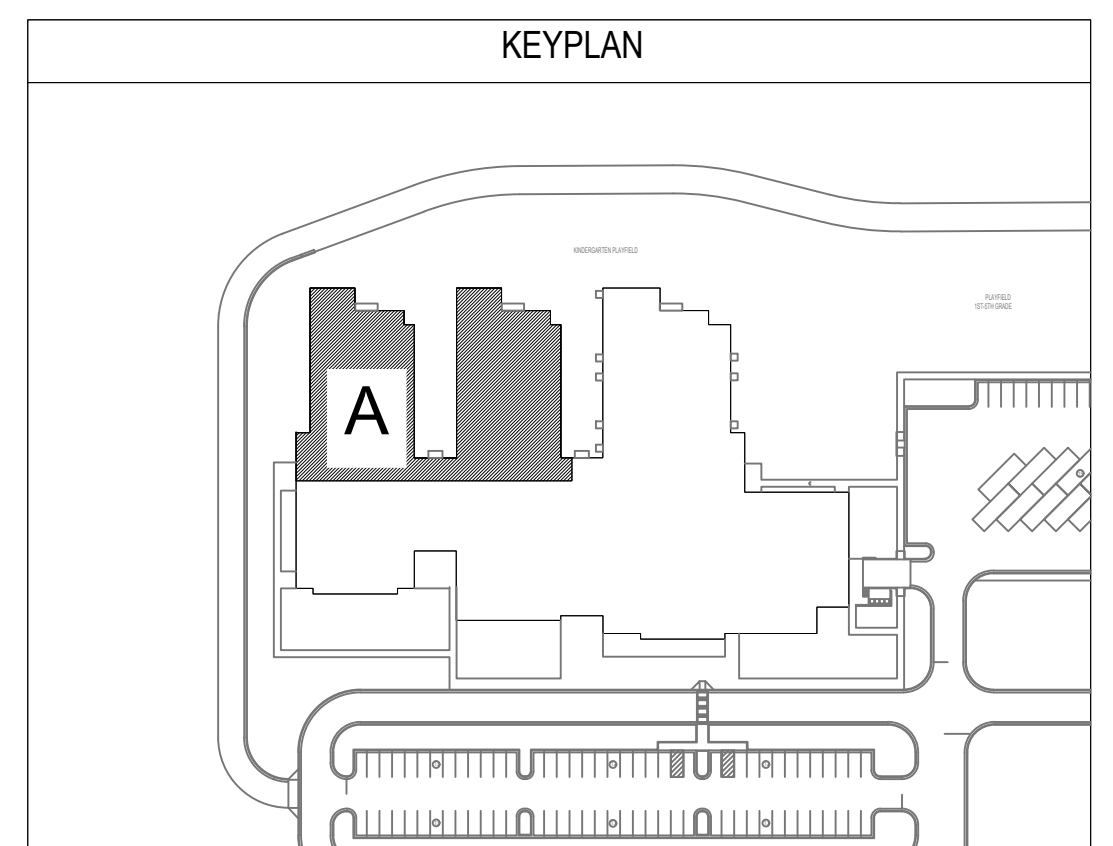 KEYPLAN
KINDERGARTEN PLAYFIELD
PLAYFIELD
1ST-5TH GRADE
A